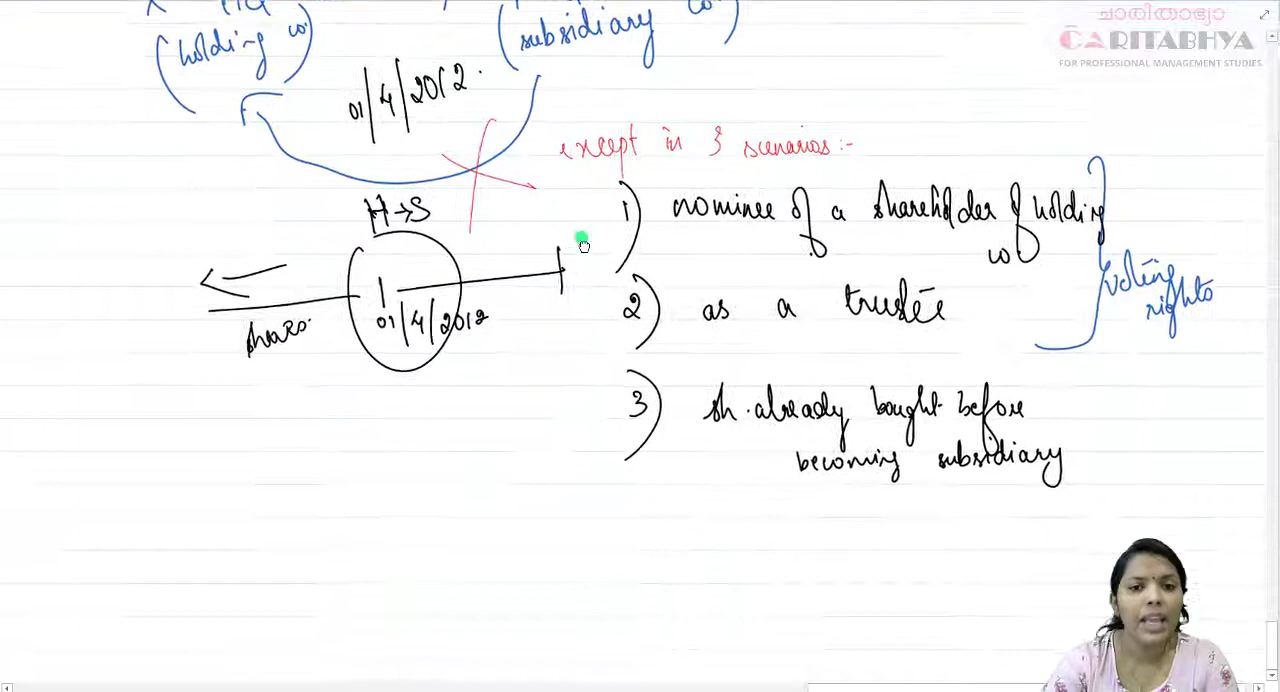 ചാരിതാഭ്യാ
CARITABHYA
FOR PROFESSIONAL MANAGEMENT STUDIES.
(holding co)
(subsidiary co.)
01/4/2012.
except in 3 scenarios:-
H→S
1) nominee of a shareholder of holding
co
voting
rights
01/4/2012
shares.
2) as a trustee
3) sh. already bought before
becoming subsidiary